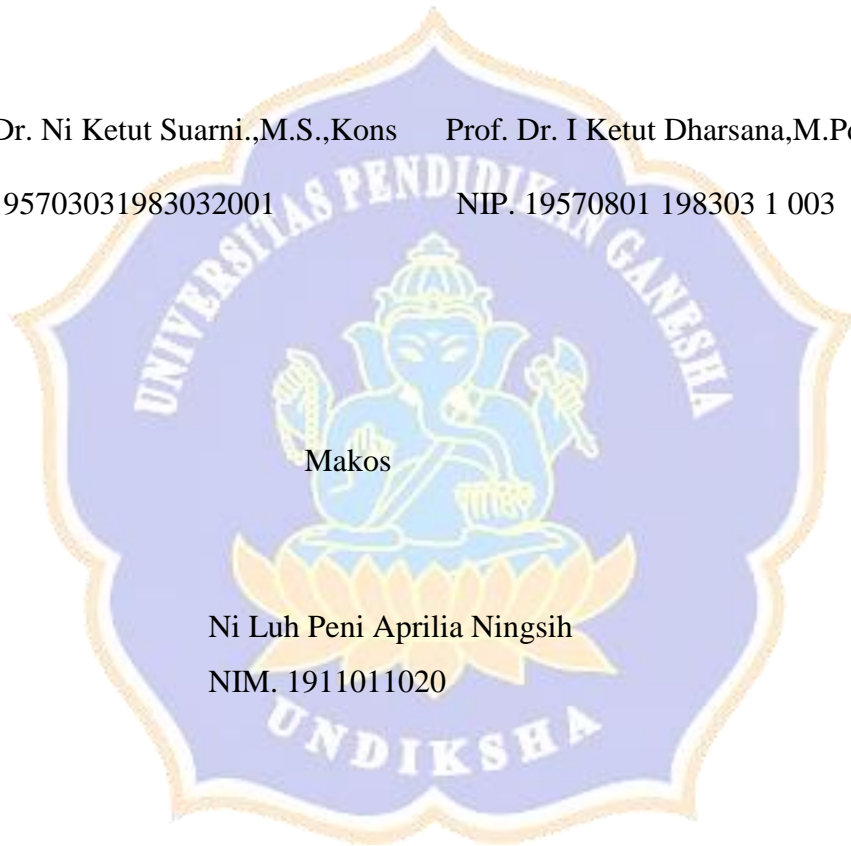 Dr. Ni Ketut Suarni.,M.S.,Kons Prof. Dr. I Ketut Dharsana,M.Pd
95703031983032001 NIP. 19570801 198303 1 003
UNIVERSITAS PENDIDIKAN GANESHA
Makos
Ni Luh Peni Aprilia Ningsih
NIM. 1911011020
UNDIKSHA